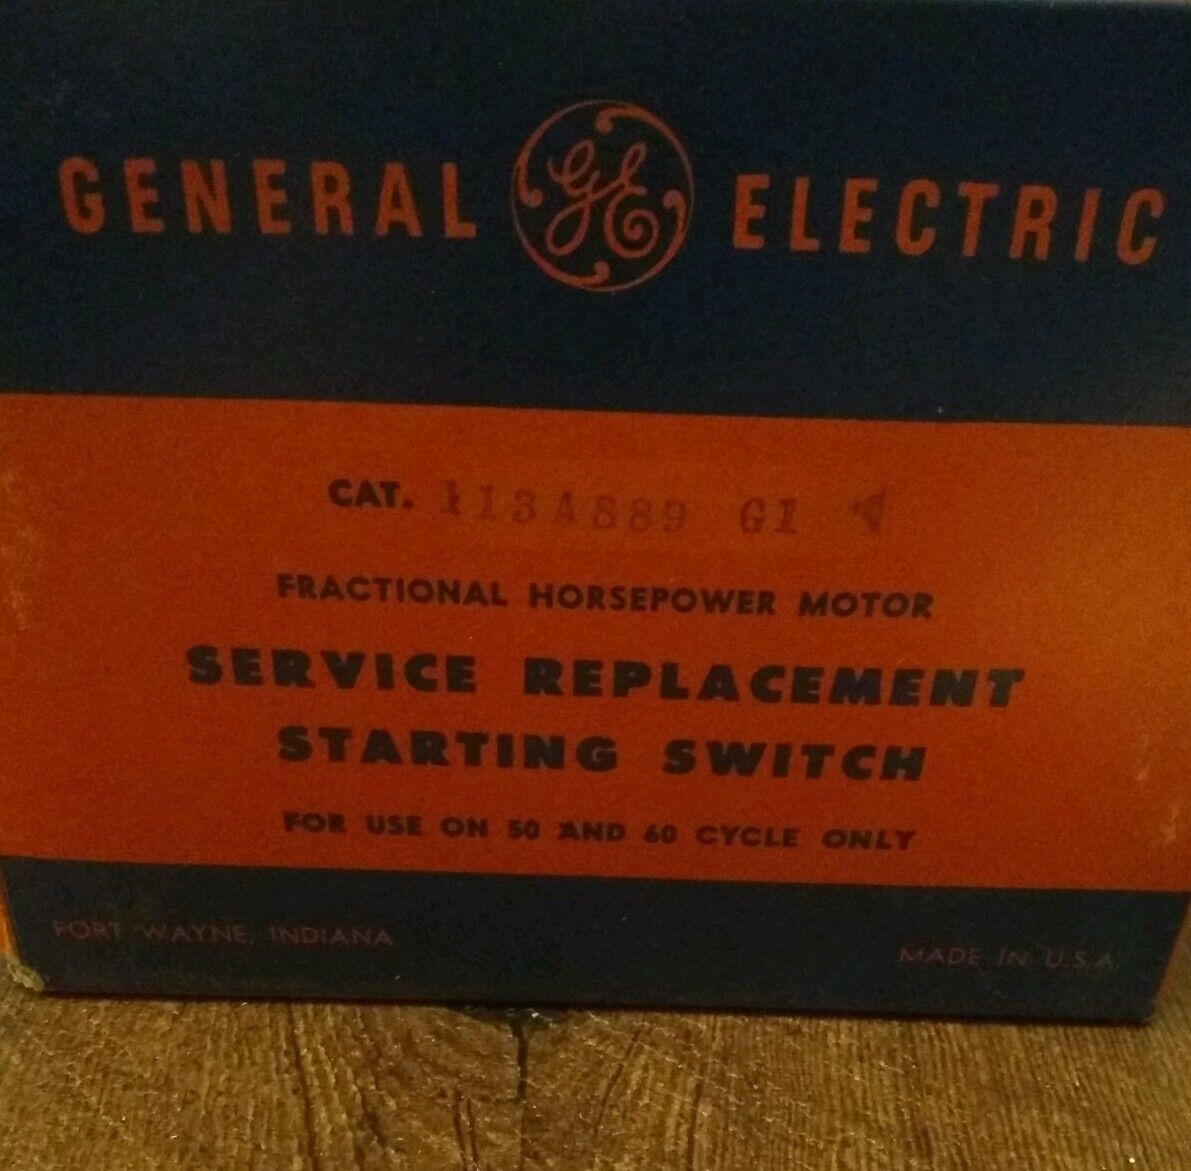 GENERAL GE ELECTRIC
CAT. 113A889 G1
FRACTIONAL HORSEPOWER MOTOR
SERVICE REPLACEMENT
STARTING SWITCH
FOR USE ON 50 AND 60 CYCLE ONLY
FORT WAYNE, INDIANA
MADE IN U.S.A.